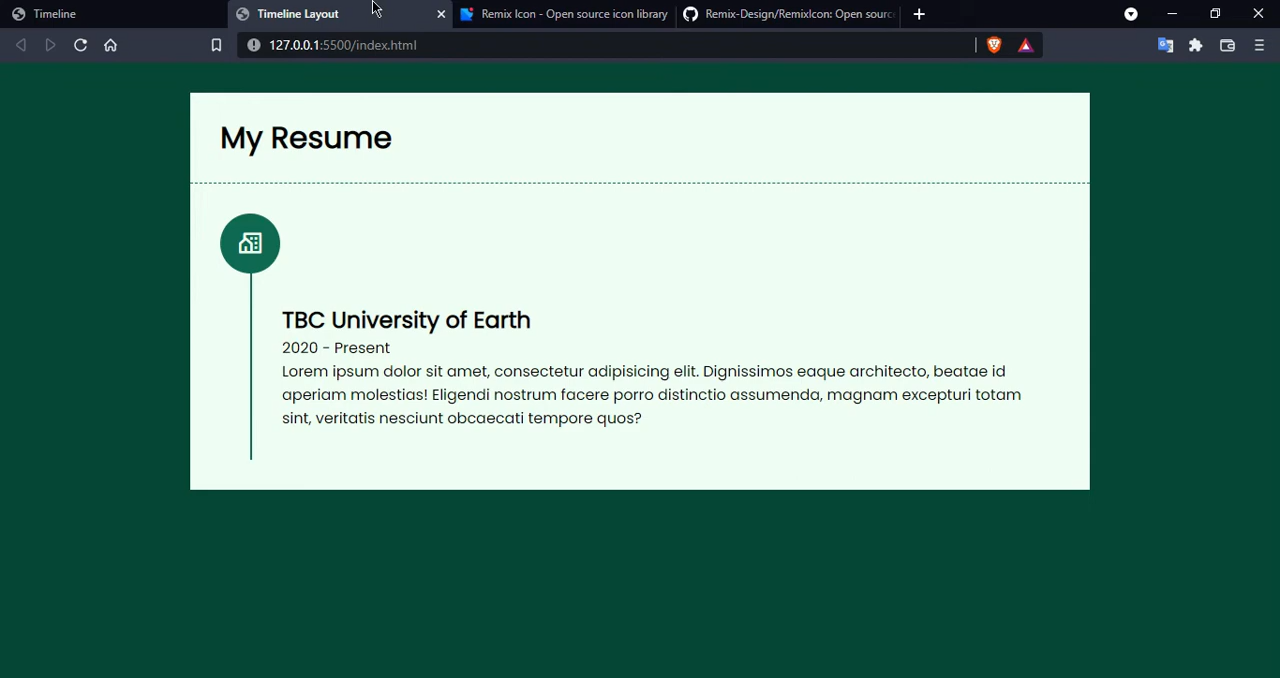 Timeline
Timeline Layout
Remix Icon - Open source icon library
Remix-Design/RemixIcon: Open sourc
127.0.0.1:5500/index.html
My Resume
TBC University of Earth
2020 - Present
Lorem ipsum dolor sit amet, consectetur adipisicing elit. Dignissimos eaque architecto, beatae id
aperiam molestias! Eligendi nostrum facere porro distinctio assumenda, magnam excepturi totam
sint, veritatis nesciunt obcaecati tempore quos?